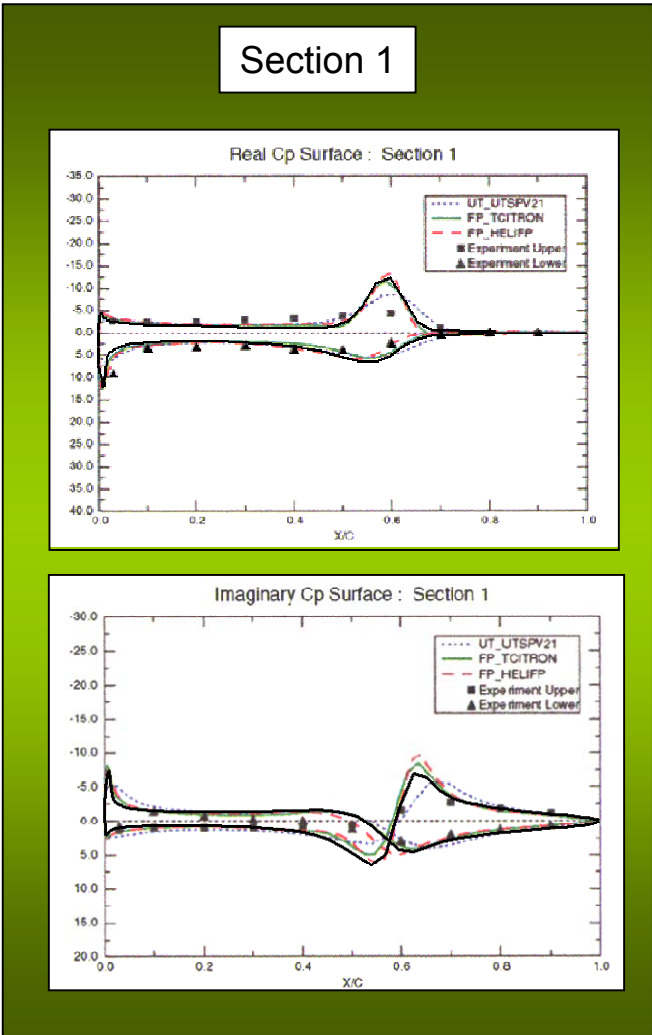 Section 1
Real Cp Surface : Section 1
-35.0
-30.0
-25.0
-20.0
-15.0
-10.0
-5.0
0.0
5.0
10.0
15.0
20.0
25.0
30.0
35.0
40.0
UT_UTSPV21
FP_TCITRON
FP_HELIFP
Experiment Upper
Experiment Lower
0.0 0.2 0.4 0.6 0.8 1.0
X/C
Imaginary Cp Surface : Section 1
-30.0
-25.0
-20.0
-15.0
-10.0
-5.0
0.0
5.0
10.0
15.0
20.0
UT_UTSPV21
FP_TCITRON
FP_HELIFP
Experiment Upper
Experiment Lower
0.0 0.2 0.4 0.6 0.8 1.0
X/C